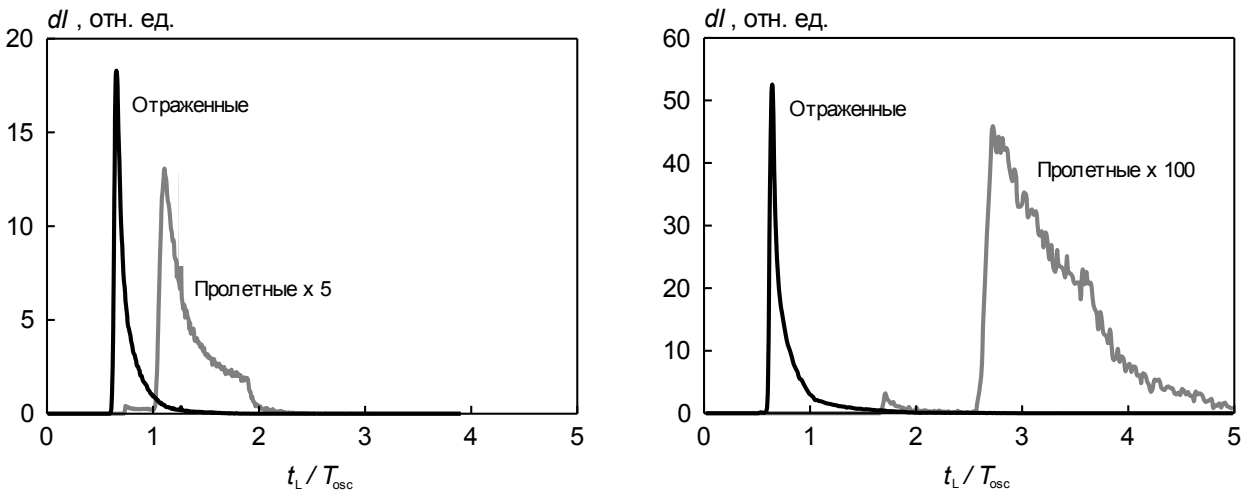 dI , отн. ед.
20
15
10
5
0
Отраженные
Пролетные x 5
0 1 2 3 4 5
t_L / T_osc
dI , отн. ед.
60
50
40
30
20
10
0
Отраженные
Пролетные x 100
0 1 2 3 4 5
t_L / T_osc